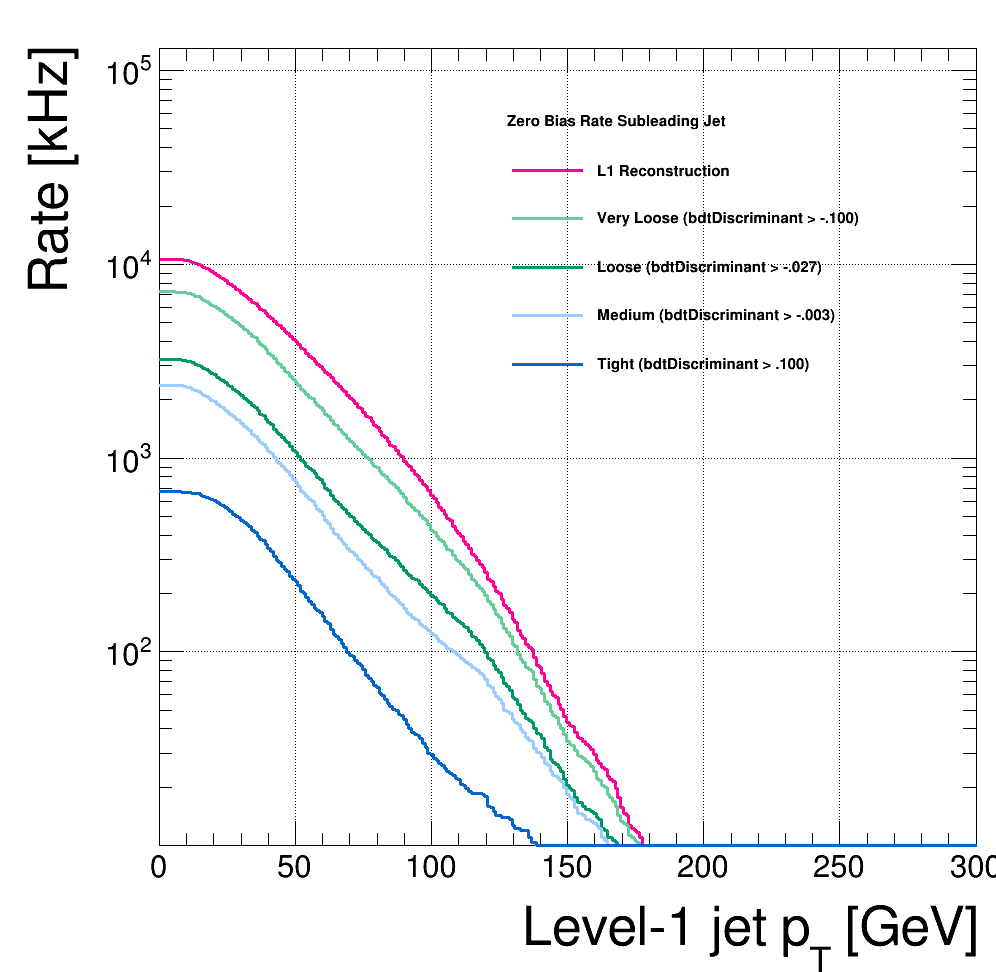 Rate [kHz]
10^5
10^4
10^3
10^2
Zero Bias Rate Subleading Jet
L1 Reconstruction
Very Loose (bdtDiscriminant > -.100)
Loose (bdtDiscriminant > -.027)
Medium (bdtDiscriminant > -.003)
Tight (bdtDiscriminant > .100)
0 50 100 150 200 250 300
Level-1 jet p_T [GeV]